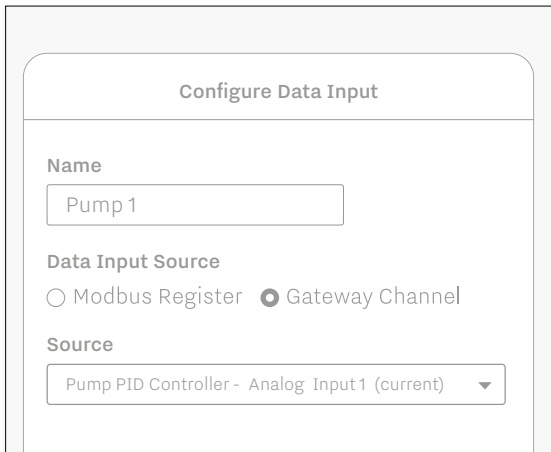 Configure Data Input
Name
Pump 1
Data Input Source
Modbus Register Gateway Channel
Source
Pump PID Controller - Analog Input 1 (current)